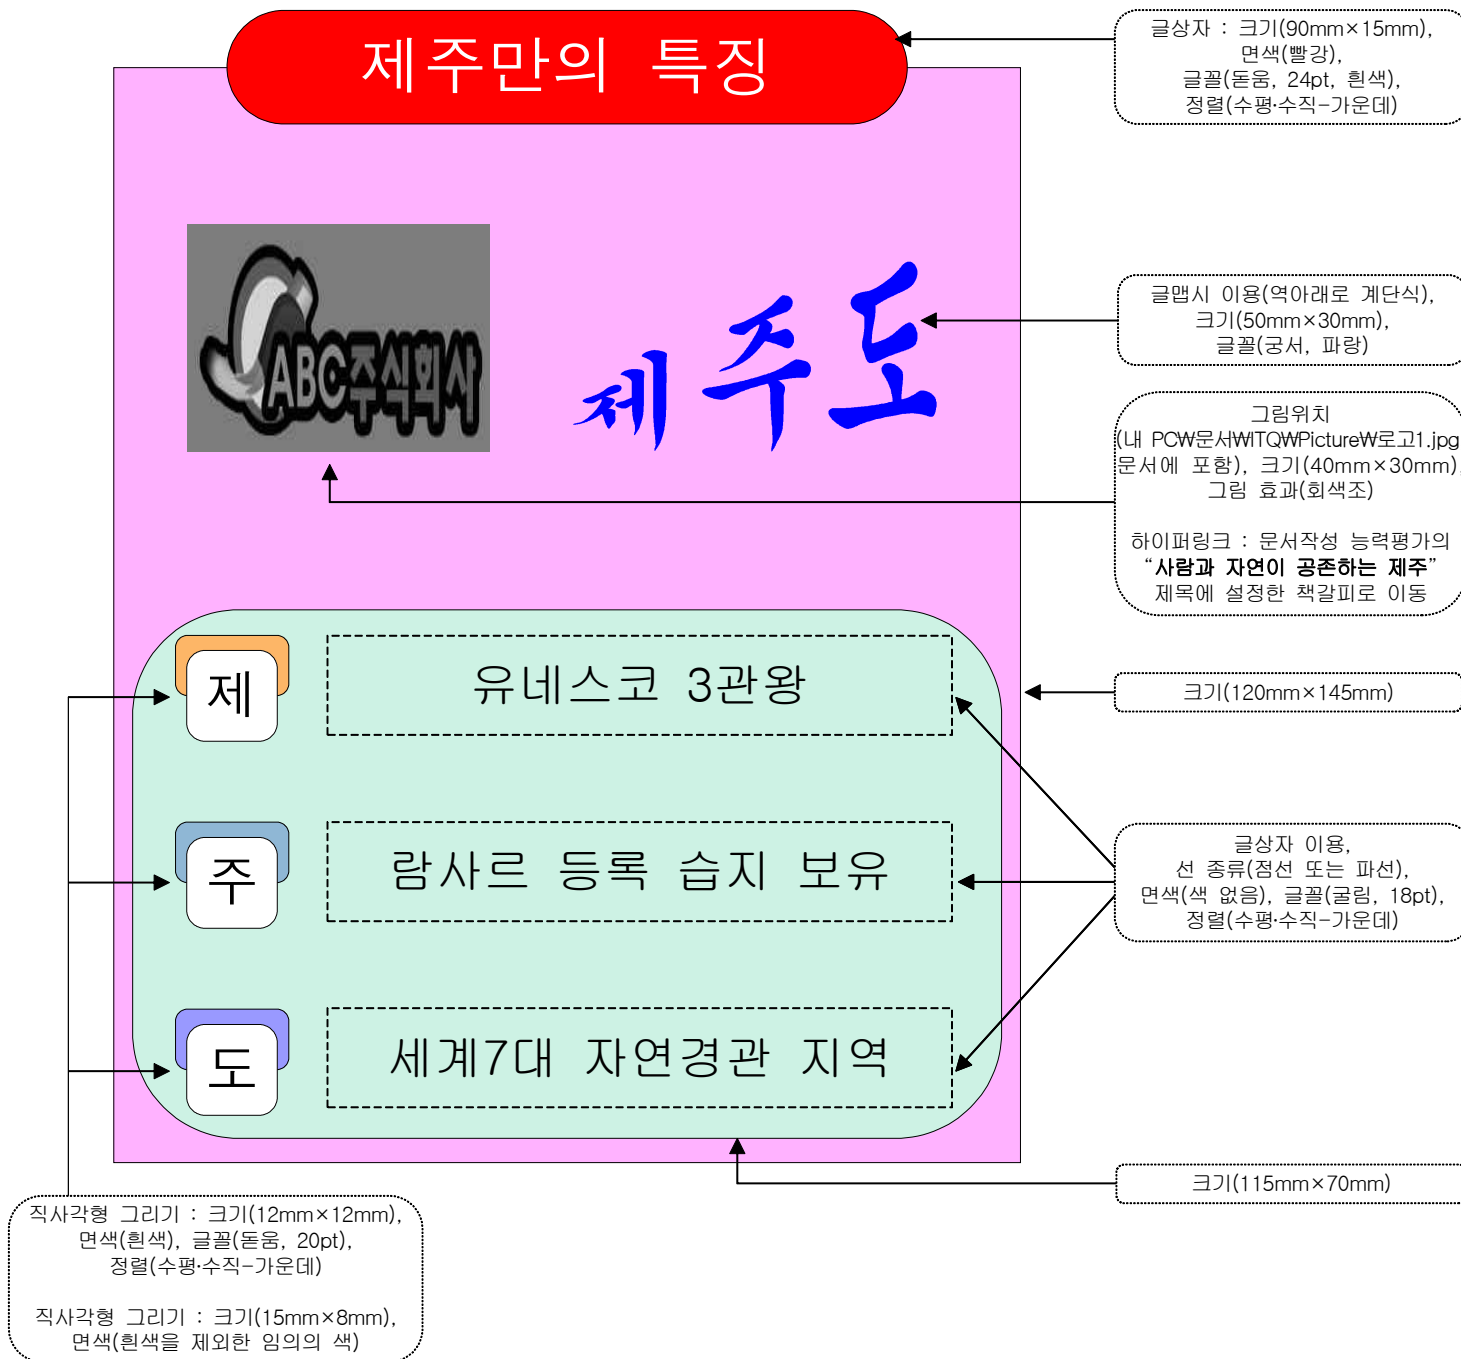 제주만의 특징
글상자 : 크기(90mm×15mm),
면색(빨강),
글꼴(돋움, 24pt, 흰색),
정렬(수평·수직-가운데)
ABC주식회사
제주도
글맵시 이용(역아래로 계단식),
크기(50mm×30mm),
글꼴(궁서, 파랑)
그림위치
(내 PC₩문서₩ITQ₩Picture₩로고1.jpg
문서에 포함), 크기(40mm×30mm),
그림 효과(회색조)
하이퍼링크 : 문서작성 능력평가의
“사람과 자연이 공존하는 제주”
제목에 설정한 책갈피로 이동
제
유네스코 3관왕
크기(120mm×145mm)
주
람사르 등록 습지 보유
글상자 이용,
선 종류(점선 또는 파선),
면색(색 없음), 글꼴(굴림, 18pt),
정렬(수평·수직-가운데)
도
세계7대 자연경관 지역
크기(115mm×70mm)
직사각형 그리기 : 크기(12mm×12mm),
면색(흰색), 글꼴(돋움, 20pt),
정렬(수평·수직-가운데)
직사각형 그리기 : 크기(15mm×8mm),
면색(흰색을 제외한 임의의 색)